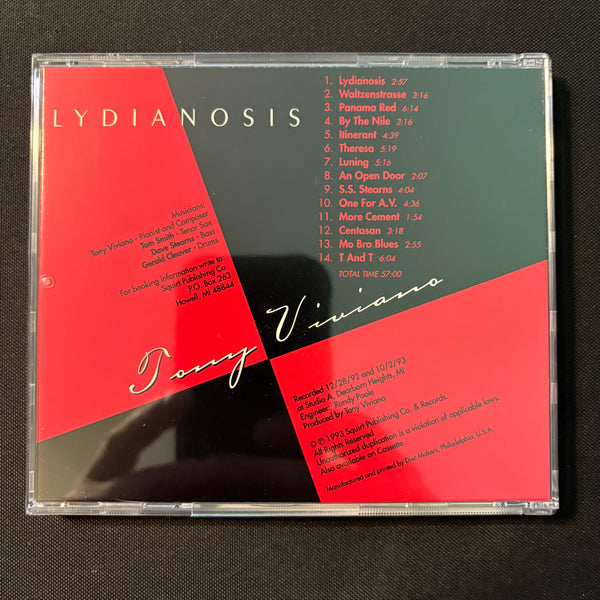 LYDIANOSIS
1. Lydianosis 2:57
2. Waltzenstrasse 3:16
3. Panama Red 6:14
4. By The Nile 3:16
5. Itinerant 4:39
6. Theresa 5:19
7. Luning 5:16
8. An Open Door 2:07
9. S.S. Stearns 4:04
10. One For A.V. 4:36
11. More Cement 1:54
12. Centasan 3:18
13. Mo Bro Blues 2:55
14. T And T 6:04
TOTAL TIME 57:00
Musicians:
Tony Viviano - Pianist and Composer
Tom Smith - Tenor Sax
Dave Stearns - Bass
Gerald Cleaver - Drums
For booking information write to:
Squirt Publishing Co.
P.O. Box 263
Howell, MI 48844
Tony Viviano
Recorded 12/28/92 and 10/2/93
at Studio A, Dearborn Heights, MI
Engineer: Randy Poole
Produced by Tony Viviano
© ℗ 1993 Squirt Publishing Co. & Records.
All Rights Reserved
Unauthorized duplication is a violation of applicable laws.
Also available on Cassette.
Manufactured and printed by Disc Makers, Philadelphia, U.S.A.